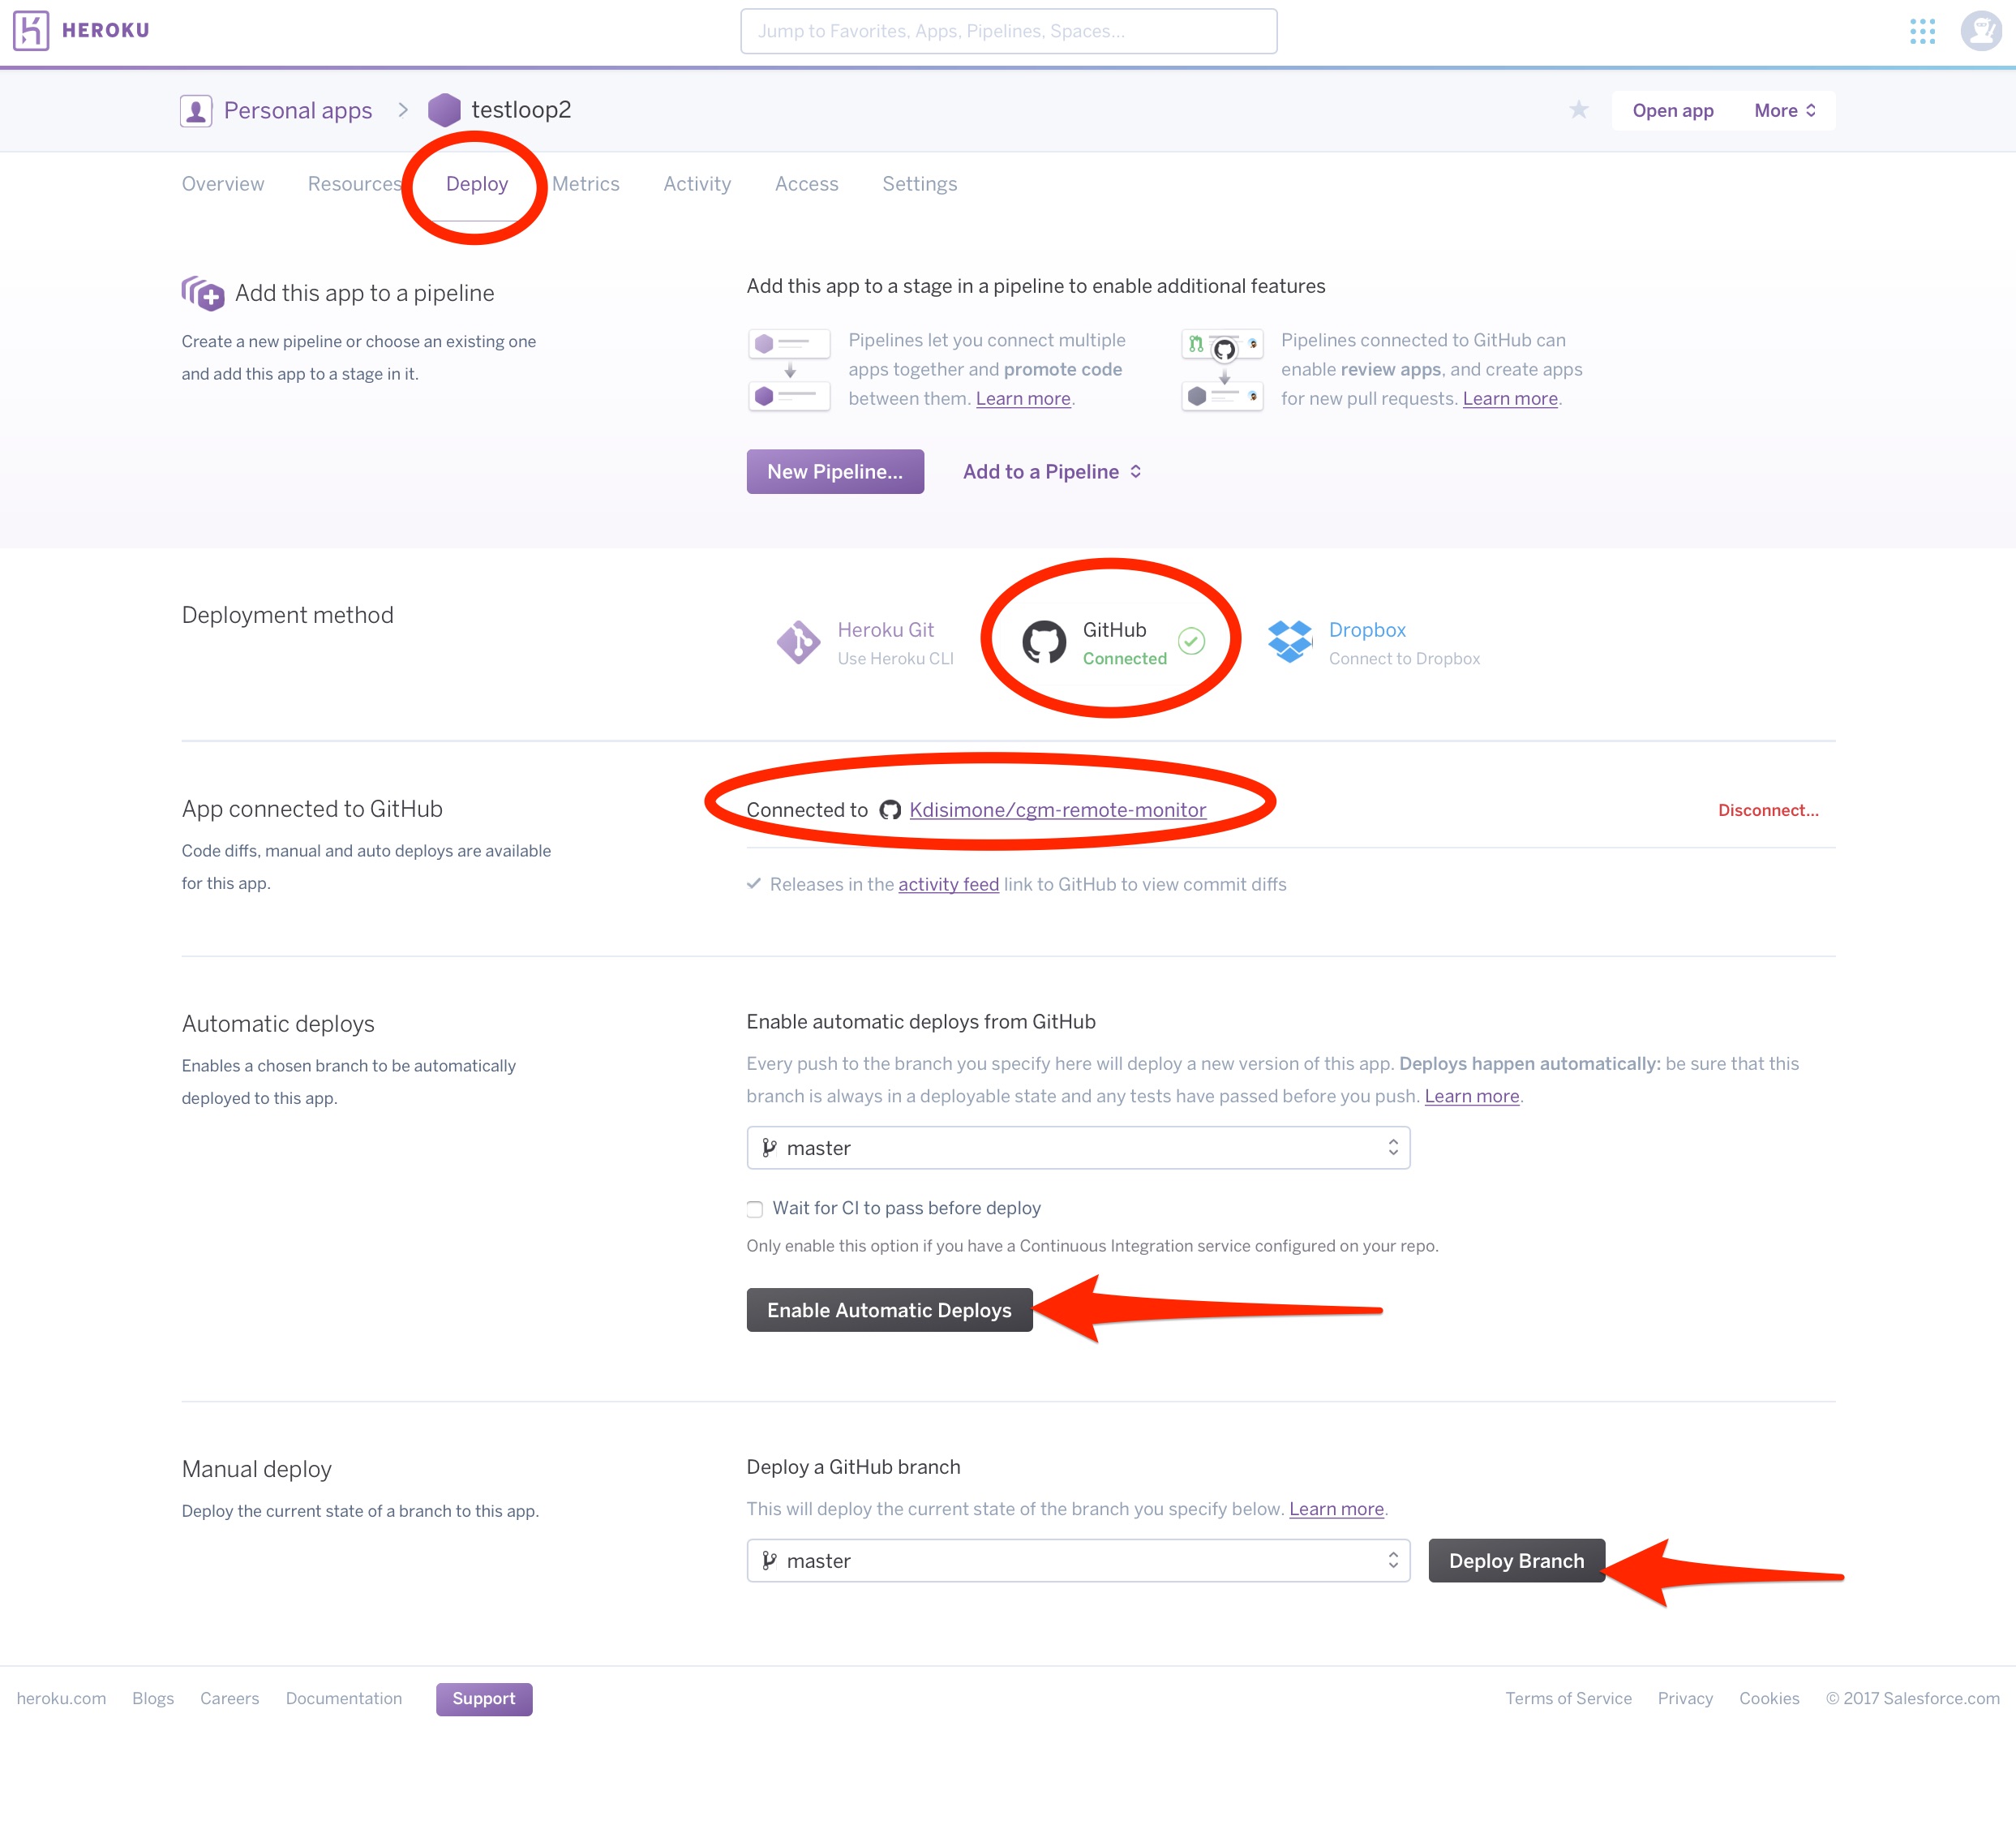 HEROKU
Jump to Favorites, Apps, Pipelines, Spaces...
Personal apps > testloop2
Open app
More
Overview Resources Deploy Metrics Activity Access Settings
Add this app to a pipeline
Create a new pipeline or choose an existing one
and add this app to a stage in it.
Add this app to a stage in a pipeline to enable additional features
Pipelines let you connect multiple
apps together and promote code
between them. Learn more.
Pipelines connected to GitHub can
enable review apps, and create apps
for new pull requests. Learn more.
New Pipeline...
Add to a Pipeline
Deployment method
Heroku Git
Use Heroku CLI
GitHub
Connected
Dropbox
Connect to Dropbox
App connected to GitHub
Code diffs, manual and auto deploys are available
for this app.
Connected to Kdisimone/cgm-remote-monitor
Disconnect...
Releases in the activity feed link to GitHub to view commit diffs
Automatic deploys
Enables a chosen branch to be automatically
deployed to this app.
Enable automatic deploys from GitHub
Every push to the branch you specify here will deploy a new version of this app. Deploys happen automatically: be sure that this
branch is always in a deployable state and any tests have passed before you push. Learn more.
master
Wait for CI to pass before deploy
Only enable this option if you have a Continuous Integration service configured on your repo.
Enable Automatic Deploys
Manual deploy
Deploy the current state of a branch to this app.
Deploy a GitHub branch
This will deploy the current state of the branch you specify below. Learn more.
master
Deploy Branch
heroku.com Blogs Careers Documentation Support
Terms of Service Privacy Cookies © 2017 Salesforce.com